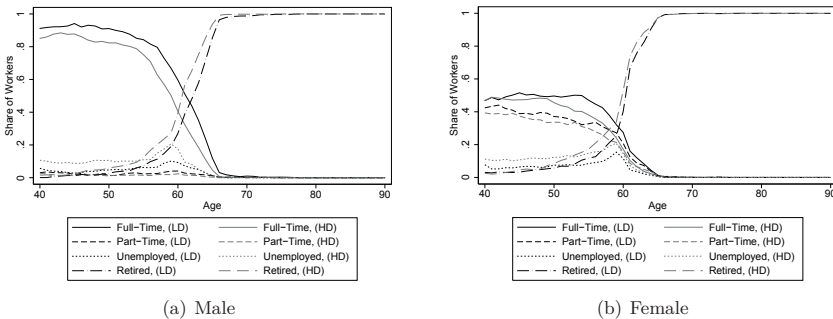 Share of Workers
0 .2 .4 .6 .8 1
40 50 60 70 80 90
Age
Full-Time, (LD) Full-Time, (HD)
Part-Time, (LD) Part-Time, (HD)
Unemployed, (LD) Unemployed, (HD)
Retired, (LD) Retired, (HD)
(a) Male
Share of Workers
0 .2 .4 .6 .8 1
40 50 60 70 80 90
Age
Full-Time, (LD) Full-Time, (HD)
Part-Time, (LD) Part-Time, (HD)
Unemployed, (LD) Unemployed, (HD)
Retired, (LD) Retired, (HD)
(b) Female